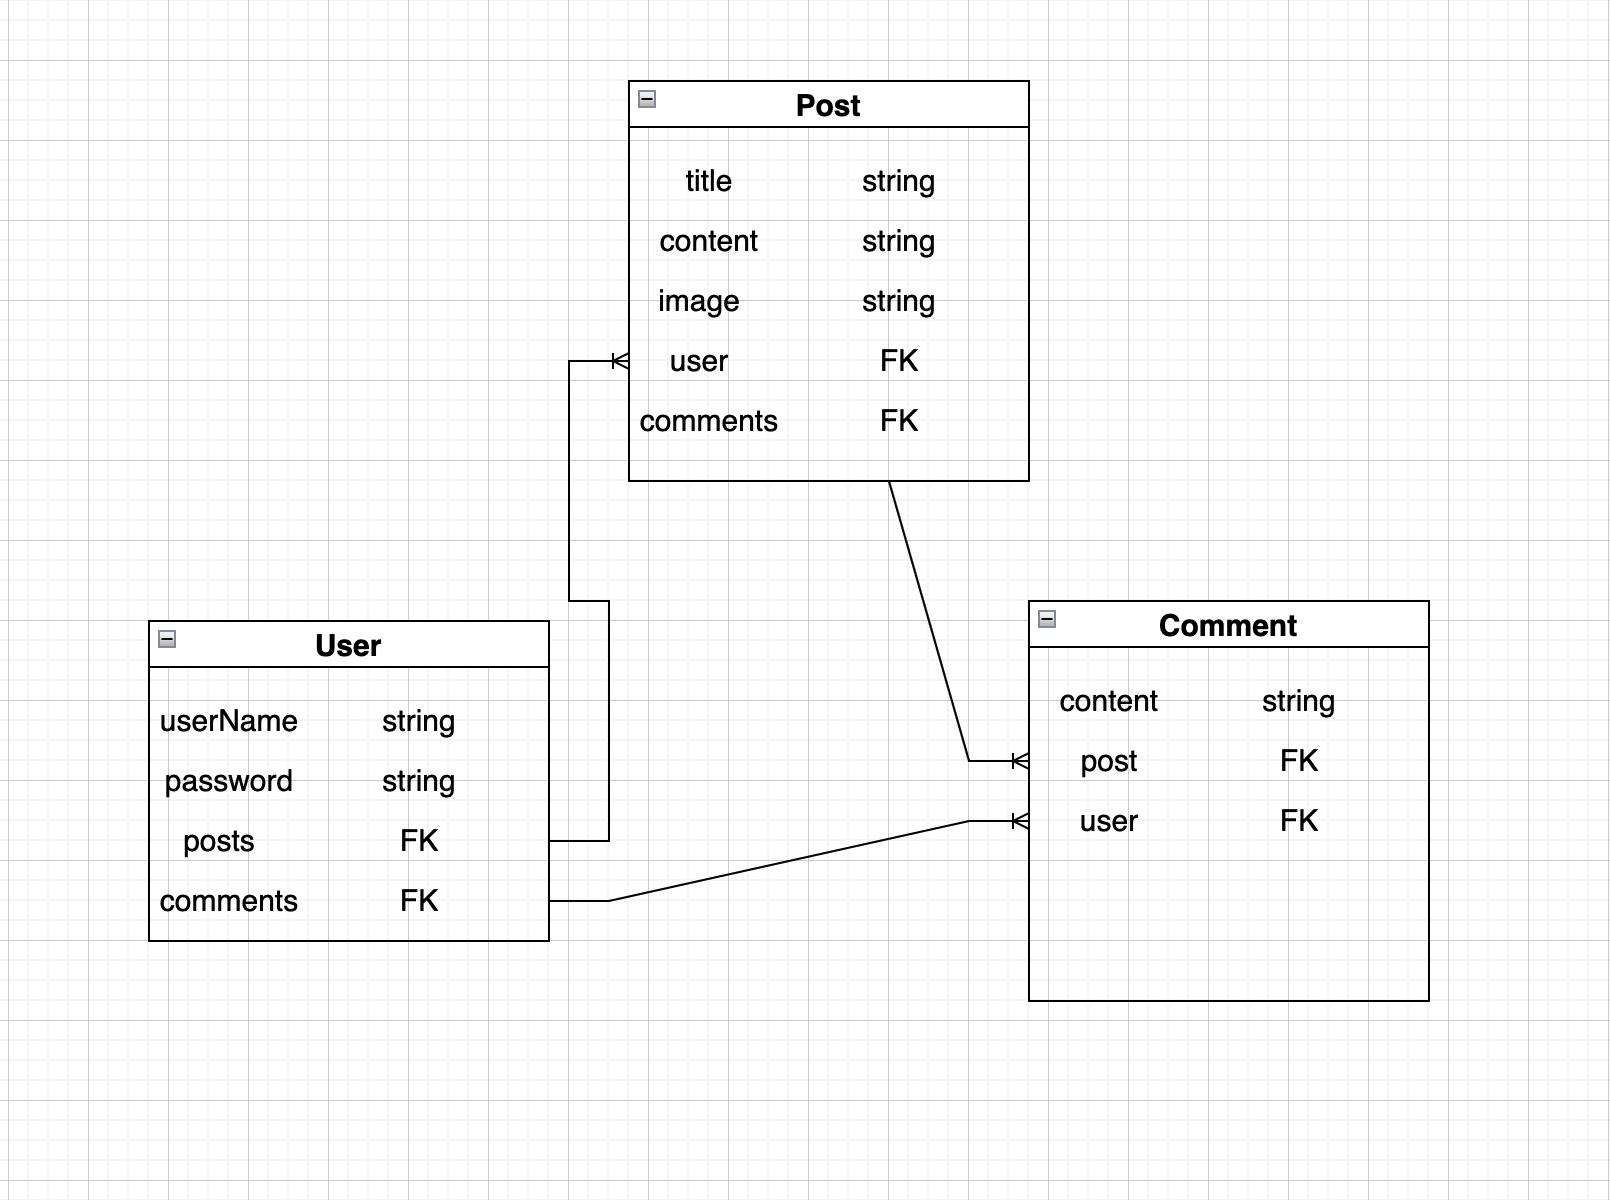 Post
title string
content string
image string
user FK
comments FK
User
userName string
password string
posts FK
comments FK
Comment
content string
post FK
user FK